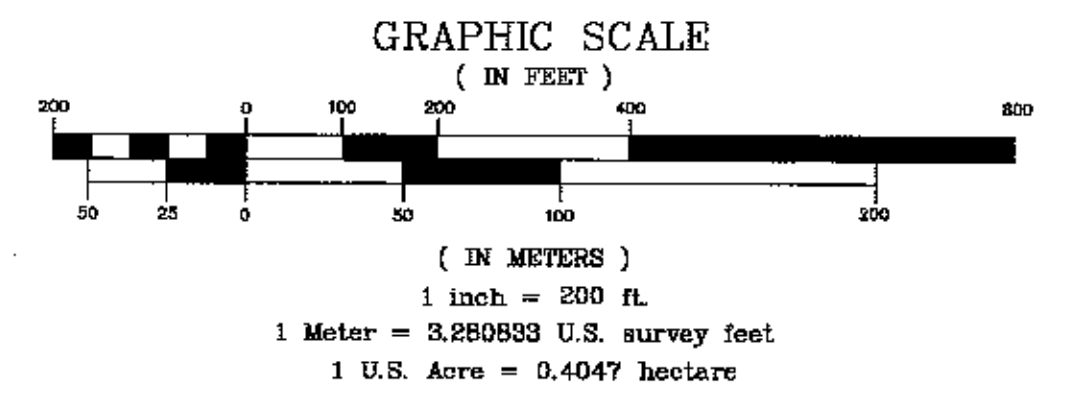 GRAPHIC SCALE
( IN FEET )
200 0 100 200 400 800
50 25 0 50 100 200
( IN METERS )
1 inch = 200 ft.
1 Meter = 3.280833 U.S. survey feet
1 U.S. Acre = 0.4047 hectare